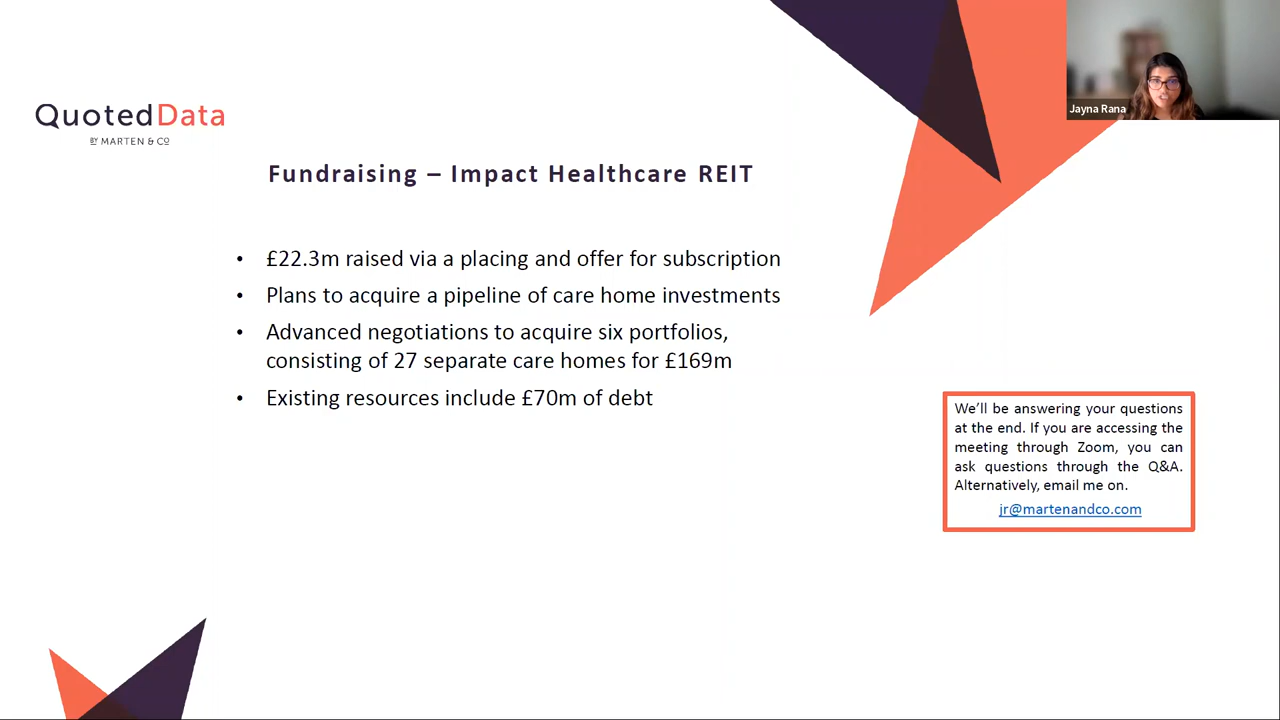 QuotedData
BY MARTEN & CO
Jayna Rana
Fundraising – Impact Healthcare REIT
• £22.3m raised via a placing and offer for subscription
• Plans to acquire a pipeline of care home investments
• Advanced negotiations to acquire six portfolios,
consisting of 27 separate care homes for £169m
• Existing resources include £70m of debt
We’ll be answering your questions
at the end. If you are accessing the
meeting through Zoom, you can
ask questions through the Q&A.
Alternatively, email me on.
jr@martenandco.com